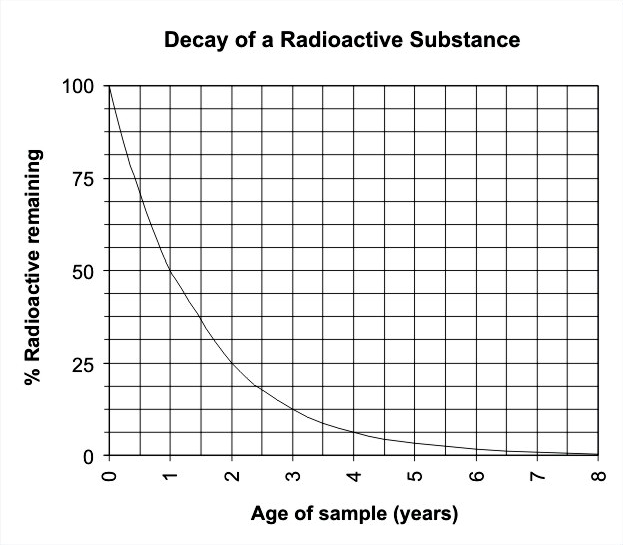 Decay of a Radioactive Substance
% Radioactive remaining
100
75
50
25
0
0 1 2 3 4 5 6 7 8
Age of sample (years)